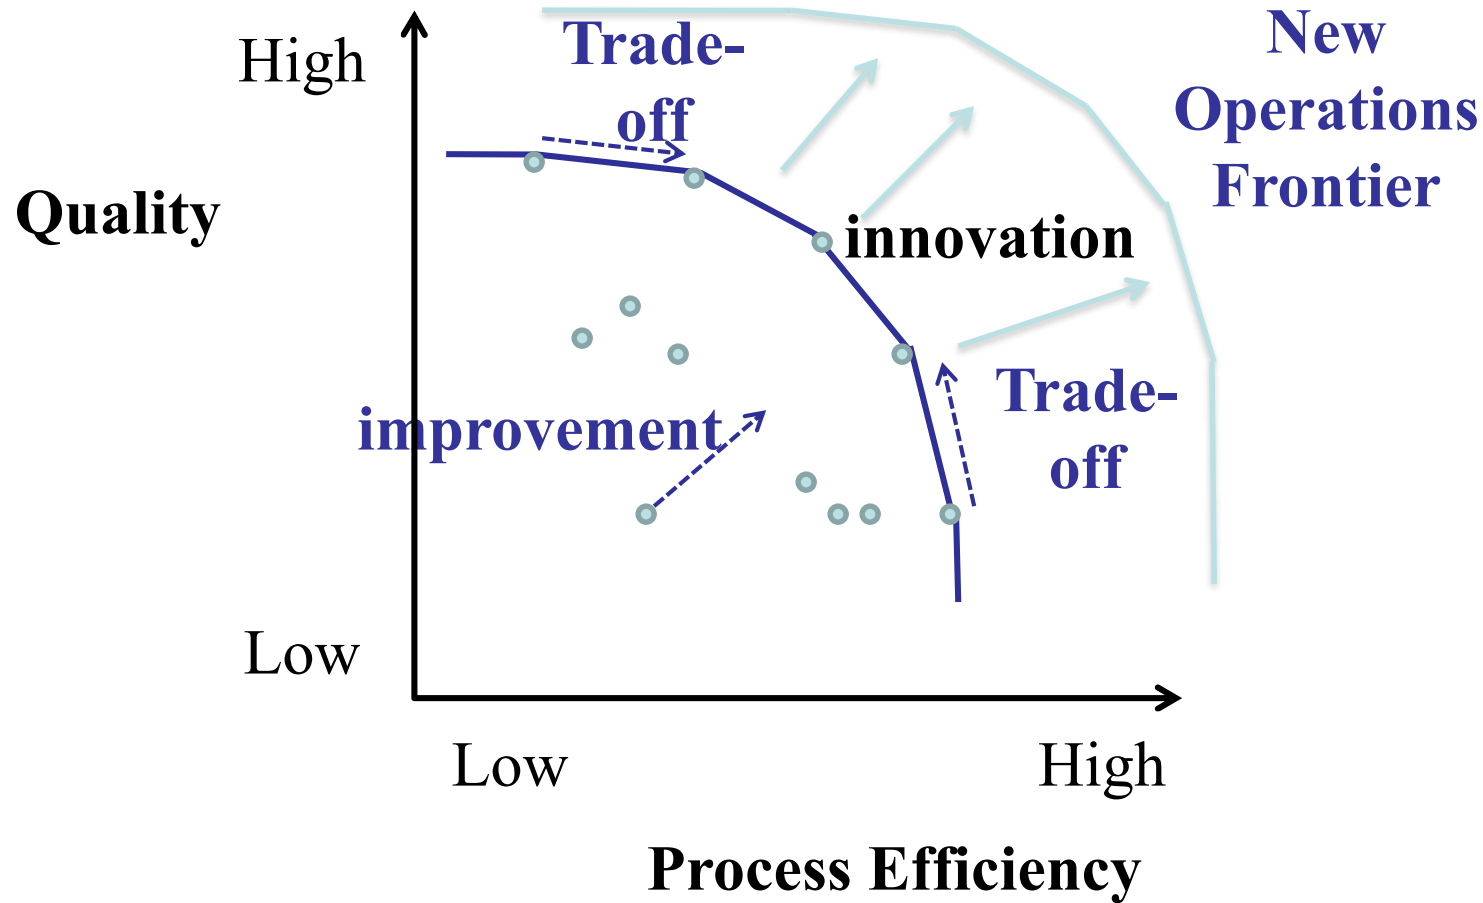 High
Trade-
off
New
Operations
Frontier
Quality
innovation
improvement
Trade-
off
Low
Low
High
Process Efficiency